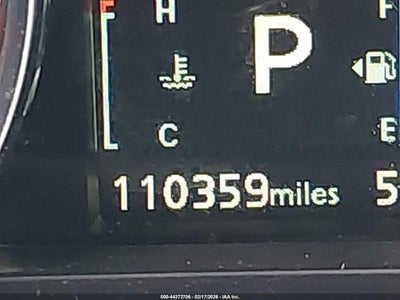 F H P F
E
C E
110359miles 5
000-44372706 - 02/17/2026 - IAA Inc.